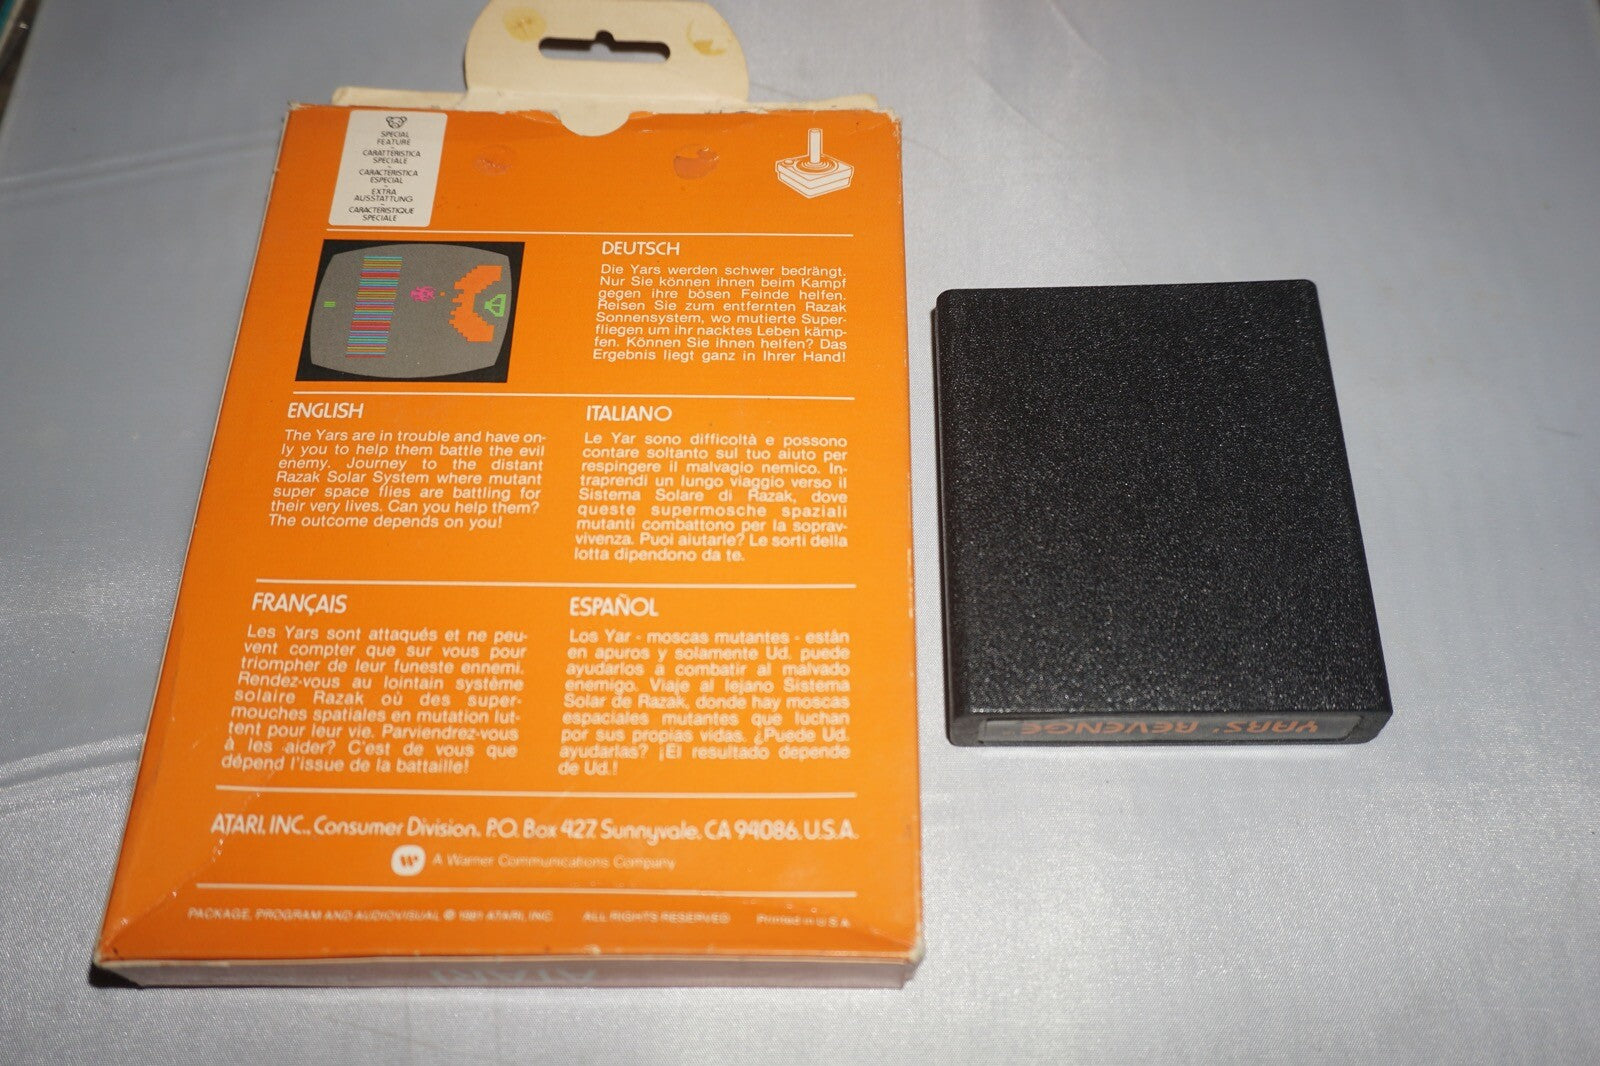 SPECIAL
FEATURE
CARATTERISTICA
SPECIALE
CARACTERISTICA
ESPECIAL
EXTRA
AUSSTATTUNG
CARACTERISTIQUE
SPECIALE
DEUTSCH
Die Yars werden schwer bedrängt.
Nur Sie können ihnen beim Kampf
gegen ihre bösen Feinde helfen.
Reisen Sie zum entfernten Razak
Sonnensystem, wo mutierte Super-
fliegen um ihr nacktes Leben kämp-
fen. Können Sie ihnen helfen? Das
Ergebnis liegt ganz in Ihrer Hand!
ENGLISH
The Yars are in trouble and have on-
ly you to help them battle the evil
enemy. Journey to the distant
Razak Solar System where mutant
super space flies are battling for
their very lives. Can you help them?
The outcome depends on you!
ITALIANO
Le Yar sono difficoltà e possono
contare soltanto sul tuo aiuto per
respingere il malvagio nemico. In-
traprendi un lungo viaggio verso il
Sistema Solare di Razak, dove
queste supermosche spaziali
mutanti combattono per la soprav-
vivenza. Puoi aiutarle? Le sorti della
lotta dipendono da te.
FRANÇAIS
Les Yars sont attaqués et ne peu-
vent compter que sur vous pour
triompher de leur funeste ennemi.
Rendez-vous au lointain système
solaire Razak où des super-
mouches spatiales en mutation lut-
tent pour leur vie. Parviendrez-vous
à les aider? C'est de vous que
dépend l'issue de la battaille!
ESPAÑOL
Los Yar - moscas mutantes - están
en apuros y solamente Ud. puede
ayudarlos a combatir al malvado
enemigo. Viaje al lejano Sistema
Solar de Razak, donde hay moscas
espaciales mutantes que luchan
por sus propias vidas. ¿Puede Ud.
ayudarlas? ¡El resultado depende
de Ud.!
ATARI, INC., Consumer Division, P.O. Box 427, Sunnyvale, CA 94086, U.S.A.
A Warner Communications Company
PACKAGE, PROGRAM AND AUDIOVISUAL © 1981 ATARI, INC. ALL RIGHTS RESERVED Printed in U.S.A.
ATARI
YARS' REVENGE